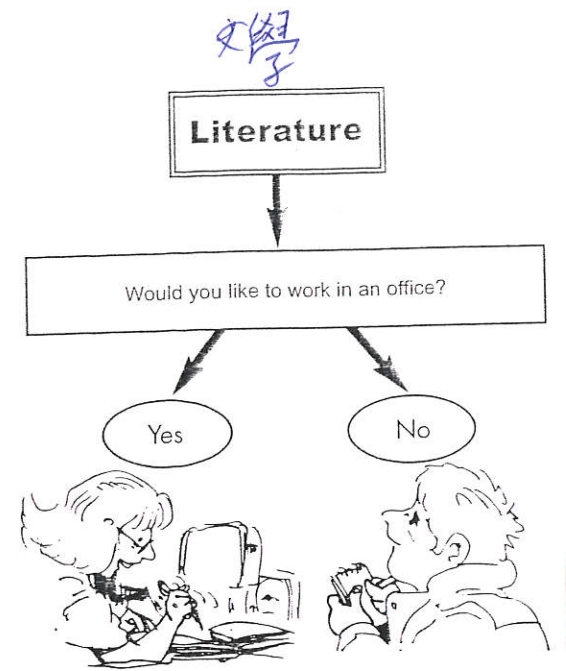 文學
Literature
Would you like to work in an office?
Yes
No